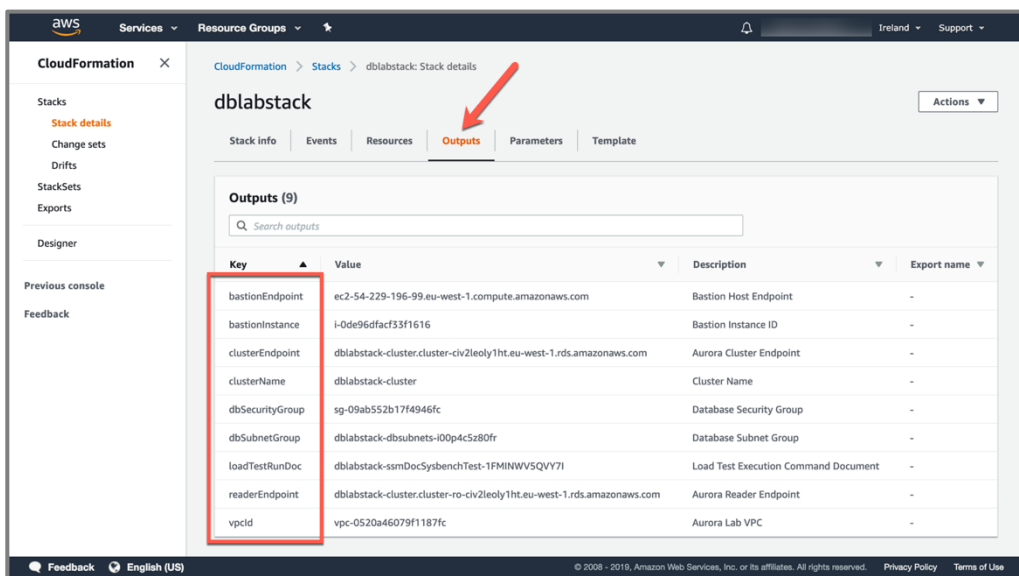 aws Services Resource Groups Ireland Support
CloudFormation ×
CloudFormation > Stacks > dblabstack: Stack details
Stacks
Stack details
Change sets
Drifts
StackSets
Exports
Designer
Previous console
Feedback
dblabstack
Actions
Stack info Events Resources Outputs Parameters Template
Outputs (9)
Search outputs
Key Value Description Export name
bastionEndpoint ec2-54-229-196-99.eu-west-1.compute.amazonaws.com Bastion Host Endpoint -
bastionInstance i-0de96dfacf33f1616 Bastion Instance ID -
clusterEndpoint dblabstack-cluster.cluster-civ2leoly1ht.eu-west-1.rds.amazonaws.com Aurora Cluster Endpoint -
clusterName dblabstack-cluster Cluster Name -
dbSecurityGroup sg-09ab552b17f4946fc Database Security Group -
dbSubnetGroup dblabstack-dbsubnets-i00p4c5z80fr Database Subnet Group -
loadTestRunDoc dblabstack-ssmDocSysbenchTest-1FMINWV5QVY7I Load Test Execution Command Document -
readerEndpoint dblabstack-cluster.cluster-ro-civ2leoly1ht.eu-west-1.rds.amazonaws.com Aurora Reader Endpoint -
vpcId vpc-0520a46079f1187fc Aurora Lab VPC -
Feedback English (US) © 2008 - 2019, Amazon Web Services, Inc. or its affiliates. All rights reserved. Privacy Policy Terms of Use